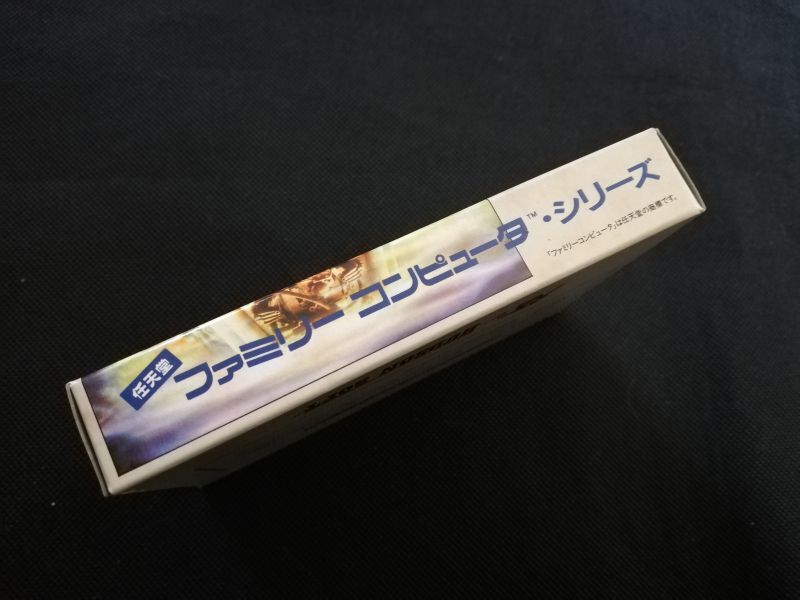 任天堂
ファミリー コンピュータ™・シリーズ
「ファミリーコンピュータ」は任天堂の商標です。
HUDSON SOFT